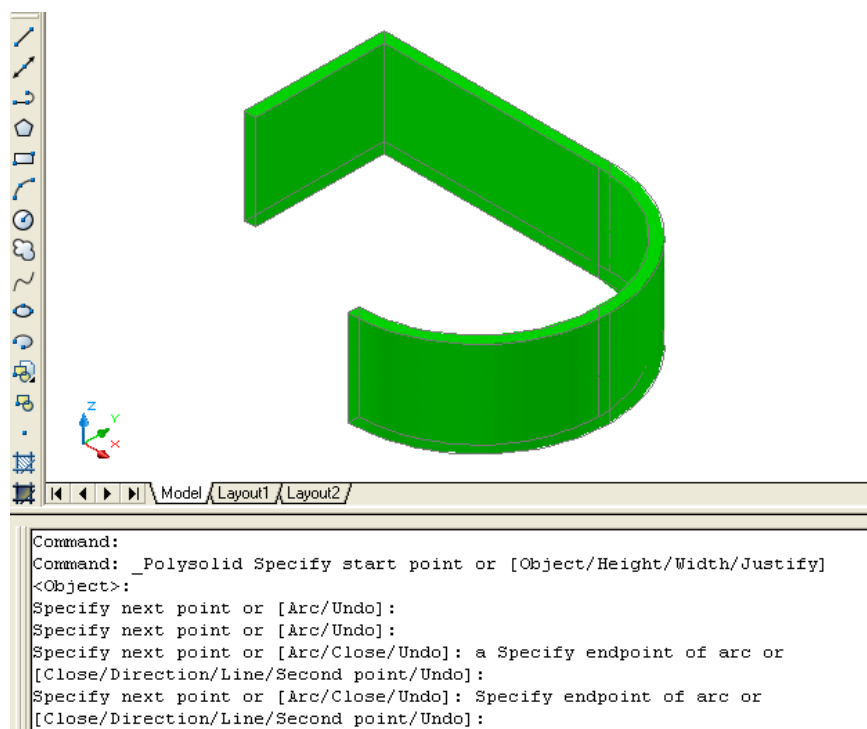 Z
Y
X
Model Layout1 Layout2
Command:
Command: _Polysolid Specify start point or [Object/Height/Width/Justify]
<Object>:
Specify next point or [Arc/Undo]:
Specify next point or [Arc/Undo]:
Specify next point or [Arc/Close/Undo]: a Specify endpoint of arc or
[Close/Direction/Line/Second point/Undo]:
Specify next point or [Arc/Close/Undo]: Specify endpoint of arc or
[Close/Direction/Line/Second point/Undo]: